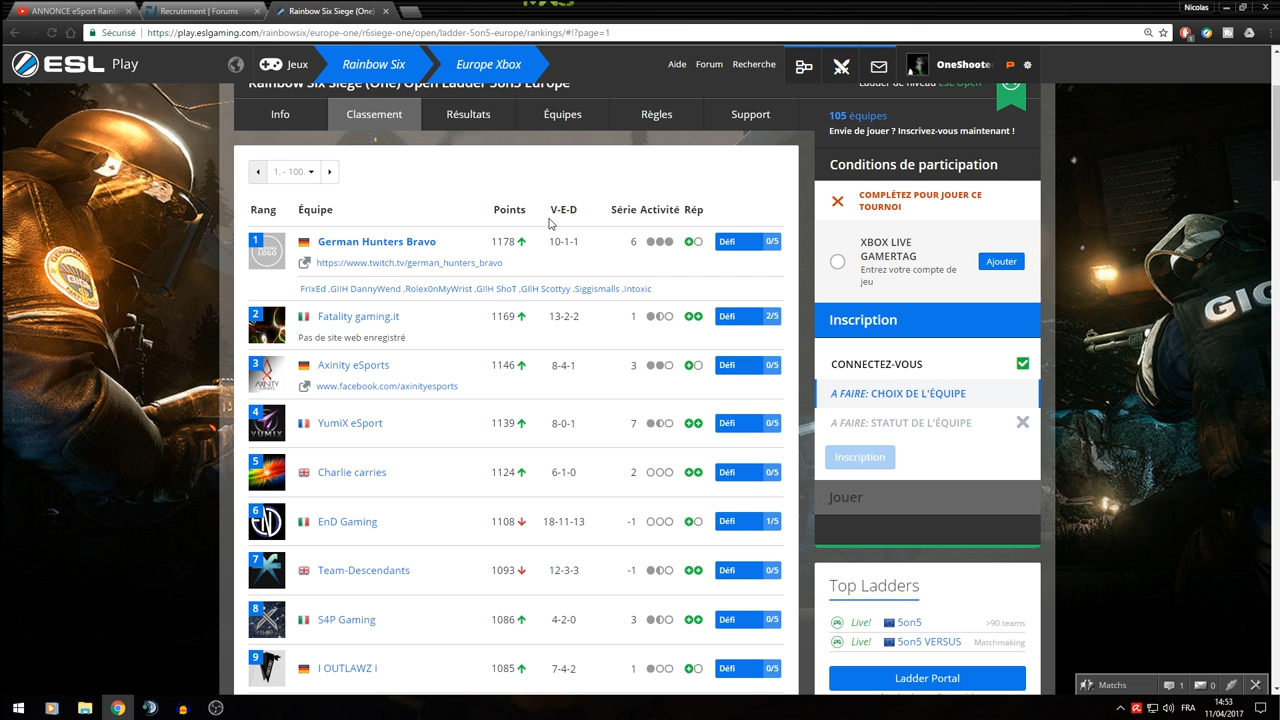 ANNONCE eSport Rainb
Recrutement | Forums
Rainbow Six Siege (One)
Nicolas
Sécurisé
https://play.eslgaming.com/rainbowsix/europe-one/r6siege-one/open/ladder-5on5-europe/rankings/#!?page=1
ESL Play
Jeux
Rainbow Six
Europe Xbox
Aide
Forum
Recherche
OneShoote
Rainbow Six Siege (One) Open Ladder 5on5 Europe
Ladder de niveau ESL Open
Info
Classement
Résultats
Équipes
Règles
Support
105 équipes
Envie de jouer ? Inscrivez-vous maintenant !
1. - 100.
Rang Équipe Points V-E-D Série Activité Rép
1 German Hunters Bravo 1178 10-1-1 6 Défi 0/5
https://www.twitch.tv/german_hunters_bravo
FrIxEd ,GIIH DannyWend ,Rolex0nMyWrist ,GIIH ShoT ,GIIH Scottyy ,Siggismalls ,Intoxic
2 Fatality gaming.it 1169 13-2-2 1 Défi 2/5
Pas de site web enregistré
3 Axinity eSports 1146 8-4-1 3 Défi 0/5
www.facebook.com/axinityesports
4 YumiX eSport 1139 8-0-1 7 Défi 0/5
5 Charlie carries 1124 6-1-0 2 Défi 0/5
6 EnD Gaming 1108 18-11-13 -1 Défi 1/5
7 Team-Descendants 1093 12-3-3 -1 Défi 0/5
8 S4P Gaming 1086 4-2-0 3 Défi 0/5
9 I OUTLAWZ I 1085 7-4-2 1 Défi 0/5
Conditions de participation
COMPLÉTEZ POUR JOUER CE
TOURNOI
XBOX LIVE
GAMERTAG
Entrez votre compte de
jeu
Ajouter
Inscription
CONNECTEZ-VOUS
A FAIRE: CHOIX DE L'ÉQUIPE
A FAIRE: STATUT DE L'ÉQUIPE
Inscription
Jouer
Top Ladders
Live! 5on5 >90 teams
Live! 5on5 VERSUS Matchmaking
Ladder Portal
Matchs
1
0
FRA
14:53
11/04/2017